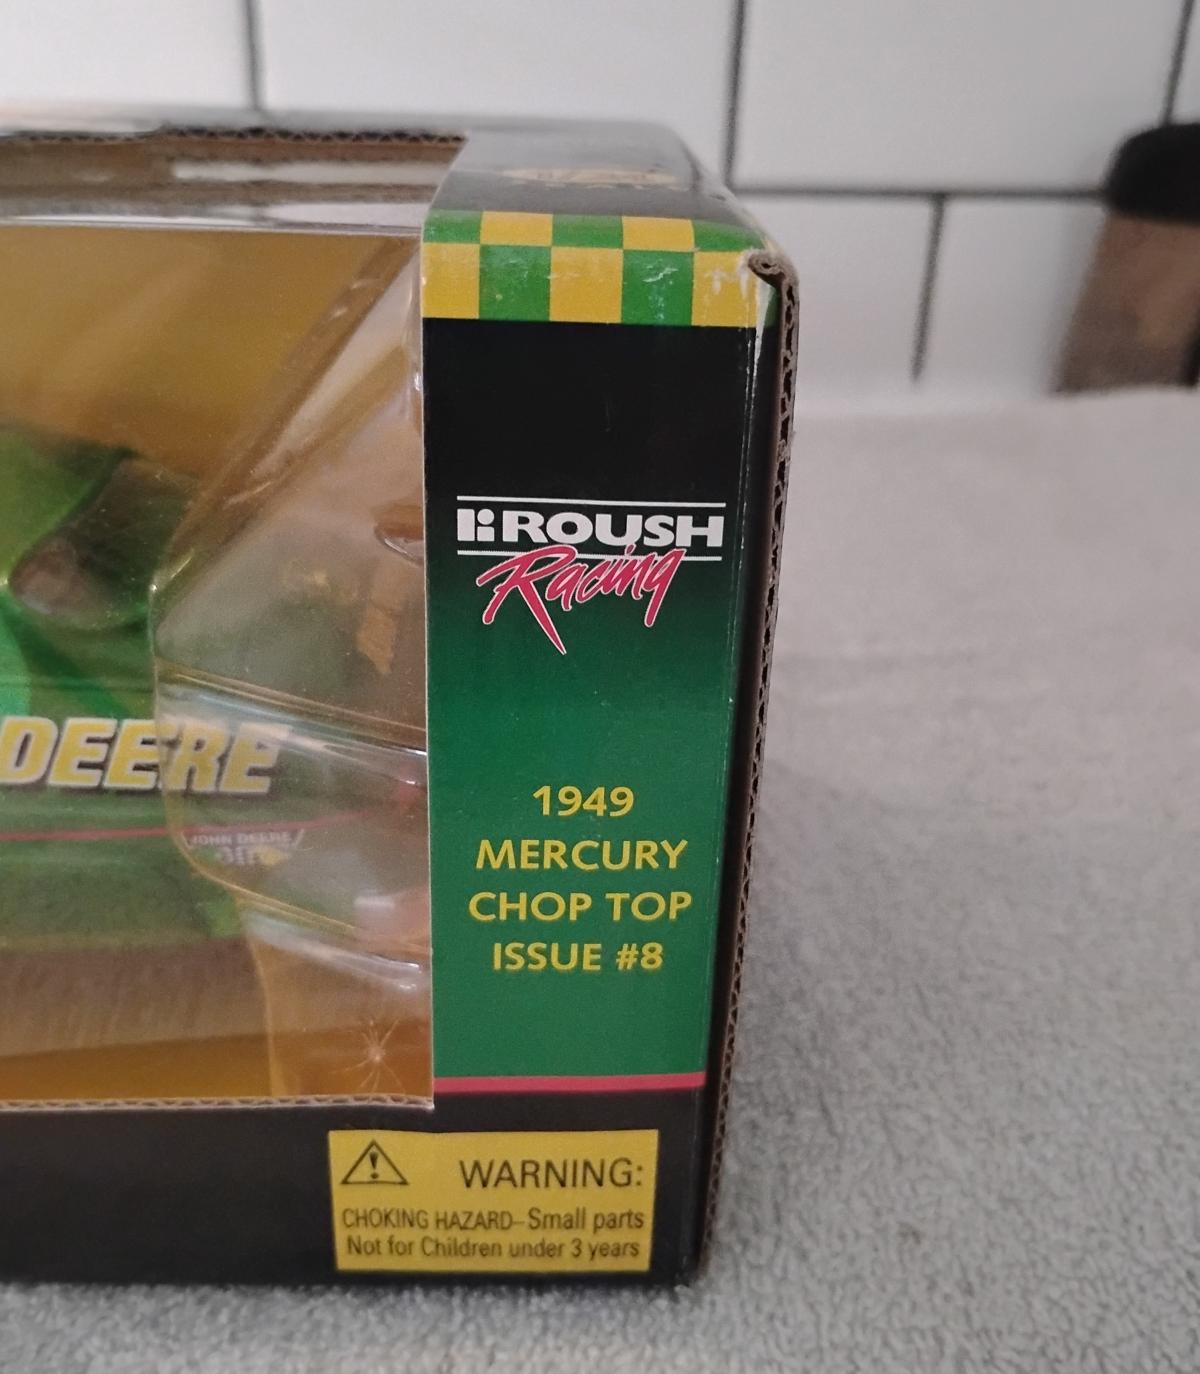 ROUSH
Racing
DEERE
JOHN DEERE
1949
MERCURY
CHOP TOP
ISSUE #8
WARNING:
CHOKING HAZARD–Small parts
Not for Children under 3 years